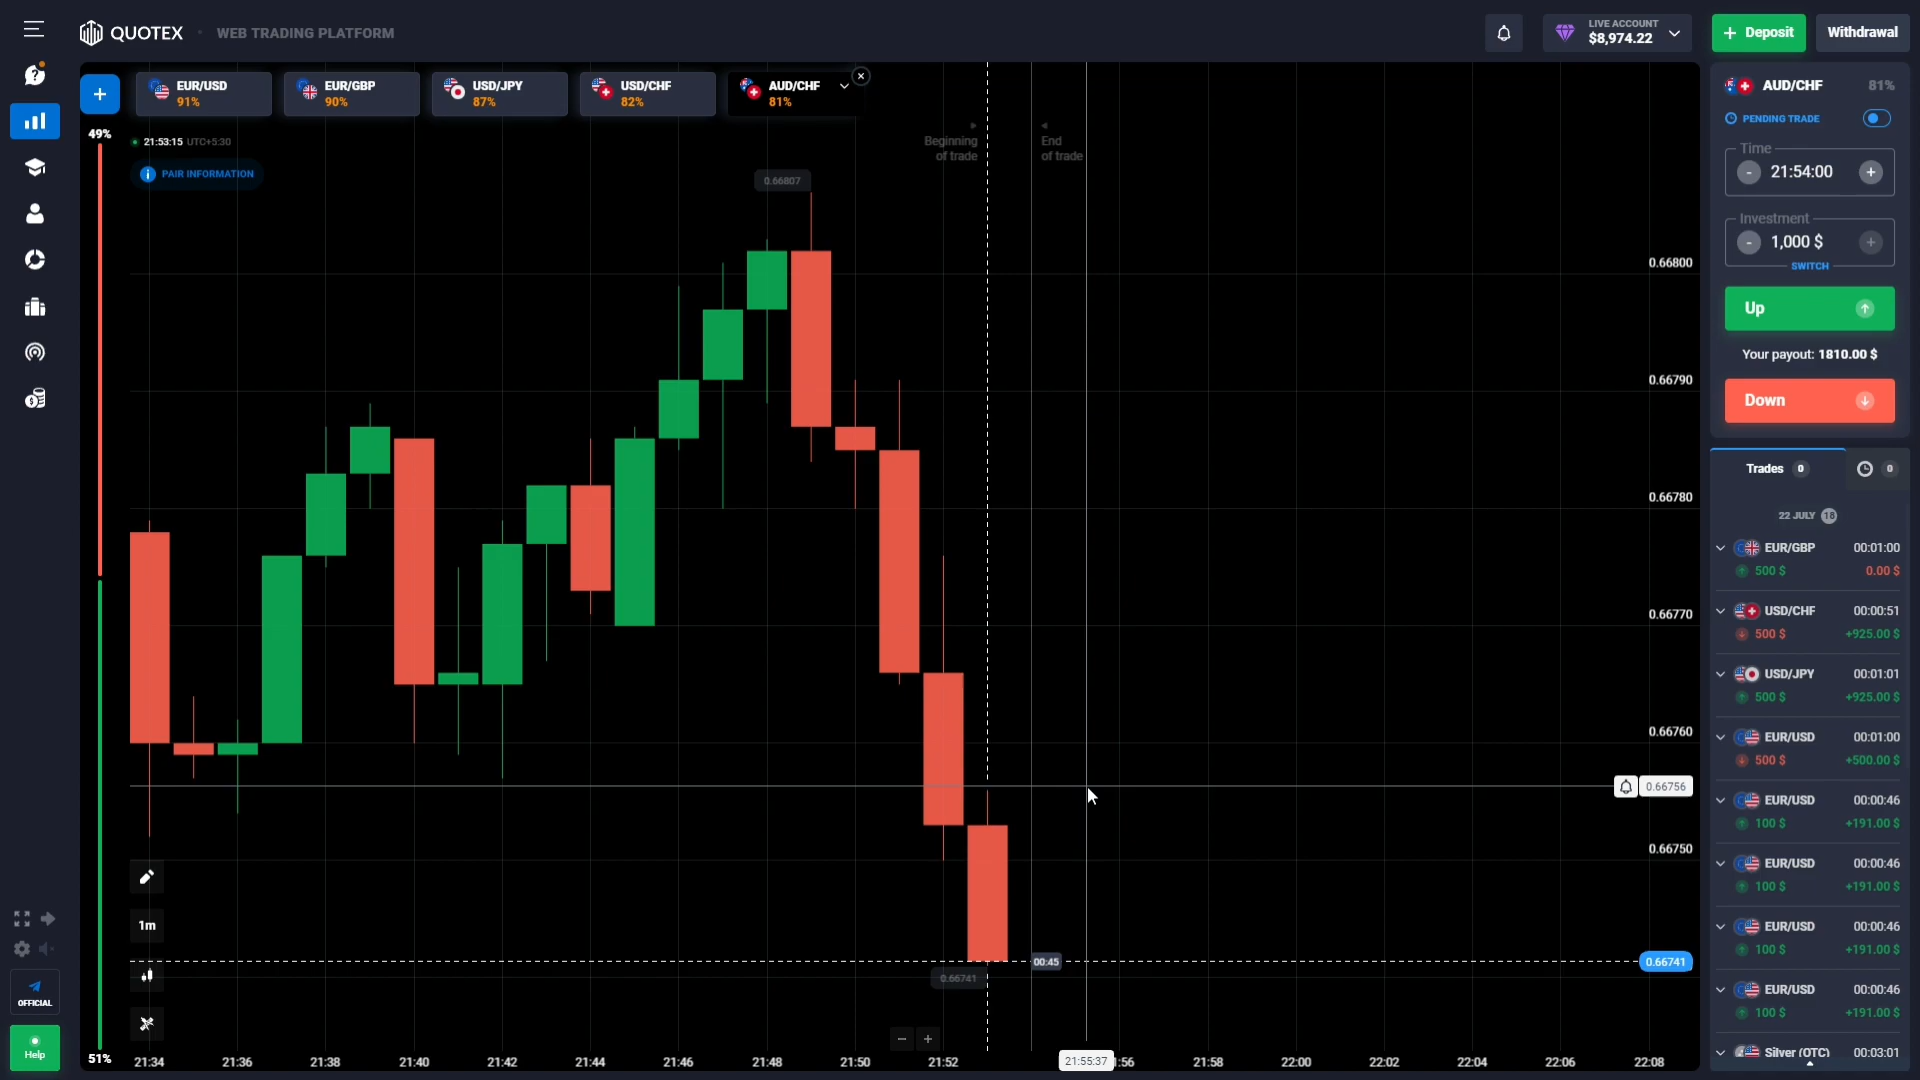 QUOTEX
WEB TRADING PLATFORM
LIVE ACCOUNT
$8,974.22
Deposit
Withdrawal
EUR/USD
91%
EUR/GBP
90%
USD/JPY
87%
USD/CHF
82%
AUD/CHF
81%
49%
21:53:15 UTC+5:30
PAIR INFORMATION
Beginning
of trade
End
of trade
0.66807
0.66800
0.66790
0.66780
0.66770
0.66760
0.66756
0.66750
0.66741
00:45
0.66741
1m
51%
21:34
21:36
21:38
21:40
21:42
21:44
21:46
21:48
21:50
21:52
21:55:37
:56
21:58
22:00
22:02
22:04
22:06
22:08
OFFICIAL
Help
AUD/CHF
81%
PENDING TRADE
Time
- 21:54:00 +
Investment
- 1,000 $ +
SWITCH
Up
Your payout: 1810.00 $
Down
Trades 0
0
22 JULY 18
EUR/GBP 00:01:00
500 $ 0.00 $
USD/CHF 00:00:51
500 $ +925.00 $
USD/JPY 00:01:01
500 $ +925.00 $
EUR/USD 00:01:00
500 $ +500.00 $
EUR/USD 00:00:46
100 $ +191.00 $
EUR/USD 00:00:46
100 $ +191.00 $
EUR/USD 00:00:46
100 $ +191.00 $
EUR/USD 00:00:46
100 $ +191.00 $
Silver (OTC) 00:03:01